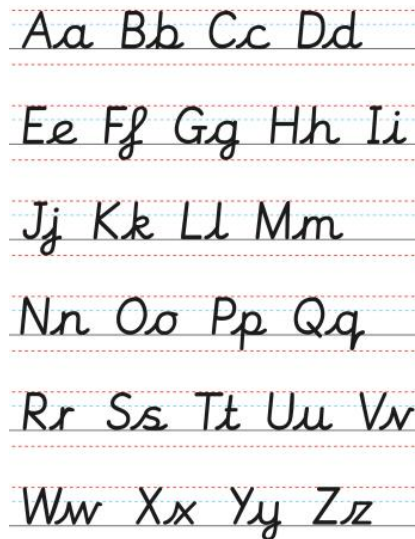 Aa Bb Cc Dd
Ee Ff Gg Hh Ii
Jj Kk Ll Mm
Nn Oo Pp Qq
Rr Ss Tt Uu Vv
Ww Xx Yy Zz